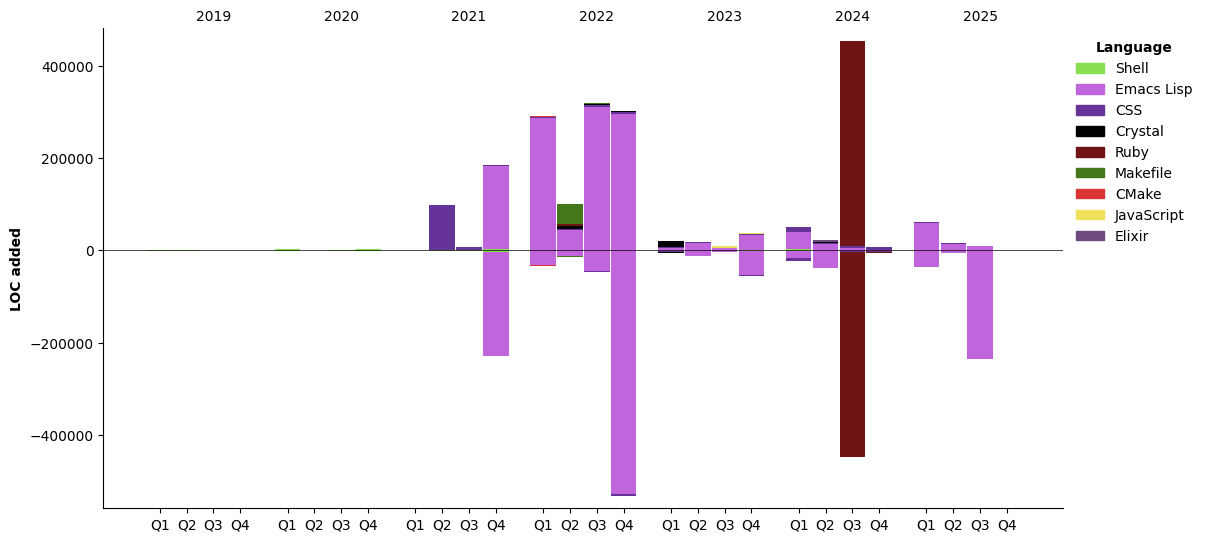 2019 2020 2021 2022 2023 2024 2025
Language
Shell
Emacs Lisp
CSS
Crystal
Ruby
Makefile
CMake
JavaScript
Elixir
LOC added
400000
200000
0
−200000
−400000
Q1 Q2 Q3 Q4 Q1 Q2 Q3 Q4 Q1 Q2 Q3 Q4 Q1 Q2 Q3 Q4 Q1 Q2 Q3 Q4 Q1 Q2 Q3 Q4 Q1 Q2 Q3 Q4